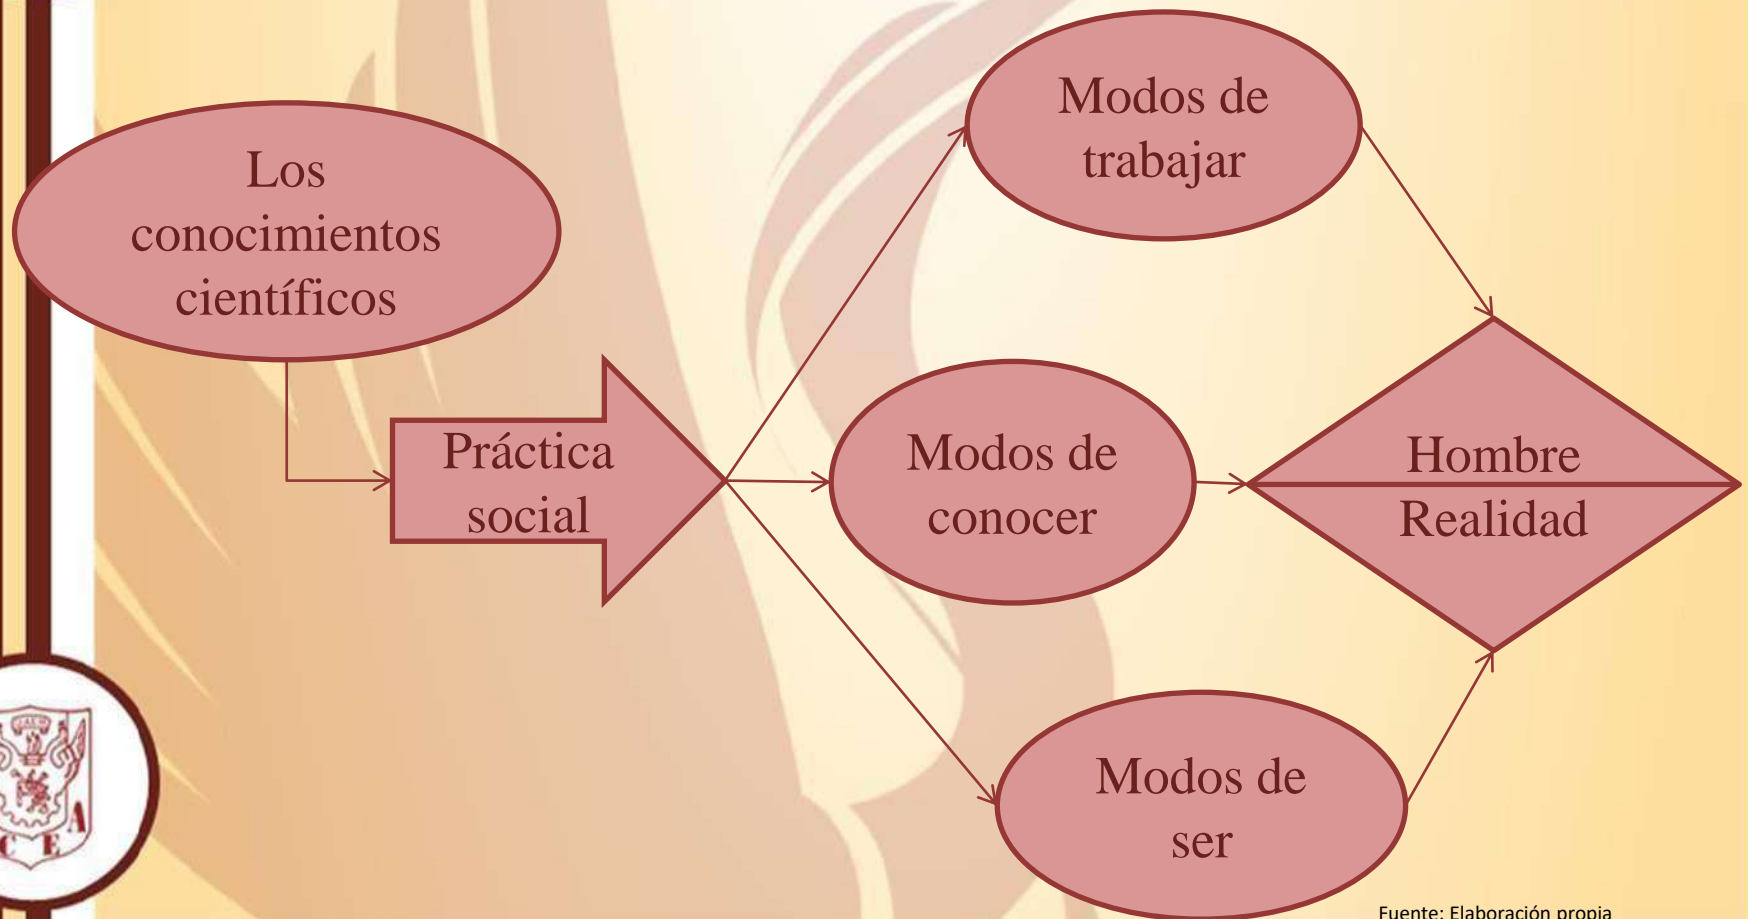 Los
conocimientos
científicos
Práctica
social
Modos de
trabajar
Modos de
conocer
Modos de
ser
Hombre
Realidad
C E A
Fuente: Elaboración propia